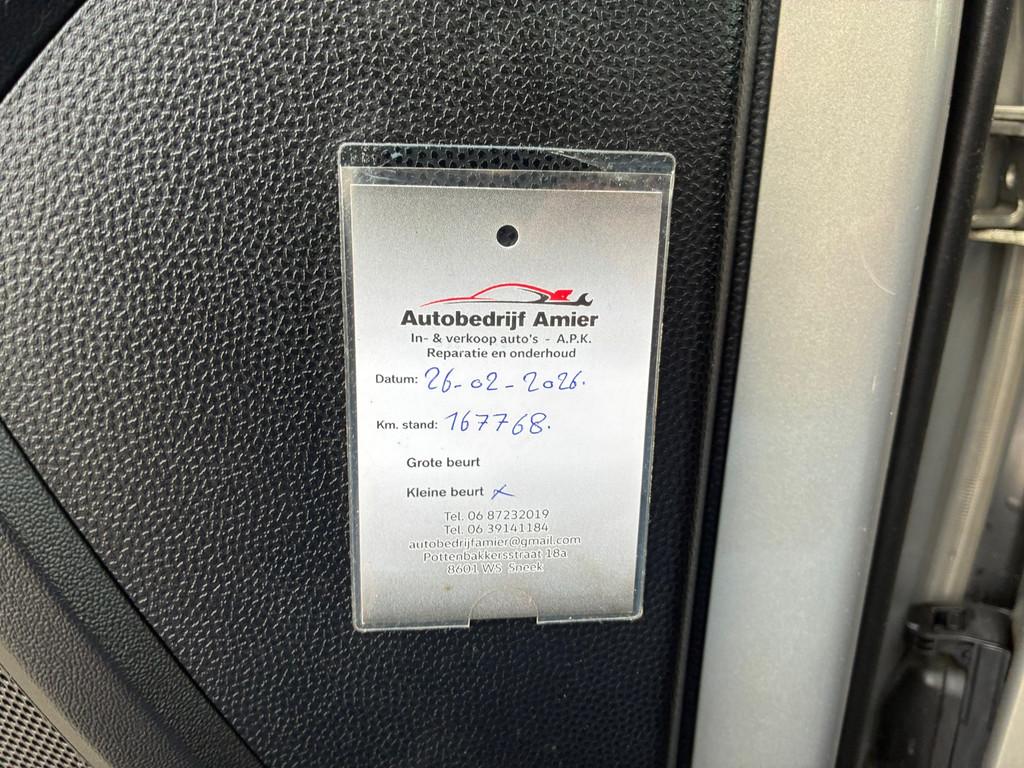 Autobedrijf Amier
In- & verkoop auto's - A.P.K.
Reparatie en onderhoud
Datum: 26-02-2026.
Km. stand: 167768.
Grote beurt
Kleine beurt x
Tel. 06 87232019
Tel. 06 39141184
autobedrijfamier@gmail.com
Pottenbakkersstraat 18a
8601 WS Sneek